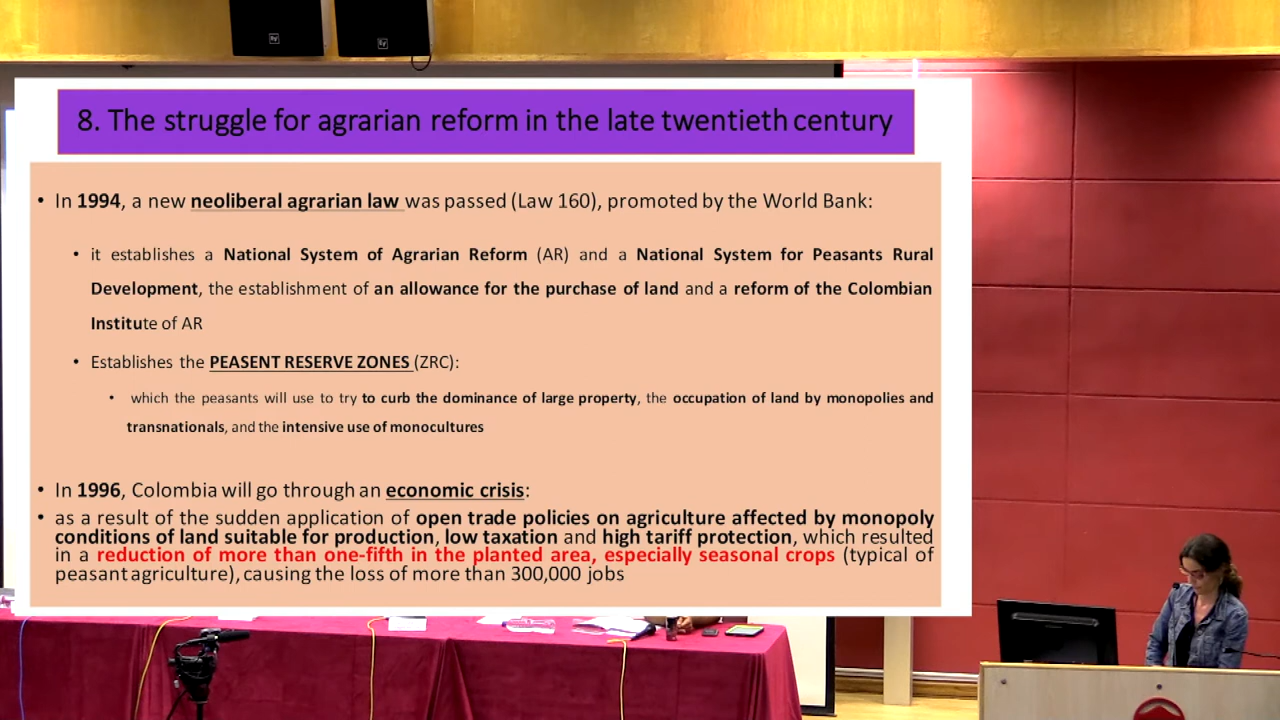 8. The struggle for agrarian reform in the late twentieth century
• In 1994, a new neoliberal agrarian law was passed (Law 160), promoted by the World Bank:
• it establishes a National System of Agrarian Reform (AR) and a National System for Peasants Rural
Development, the establishment of an allowance for the purchase of land and a reform of the Colombian
Institute of AR
• Establishes the PEASENT RESERVE ZONES (ZRC):
• which the peasants will use to try to curb the dominance of large property, the occupation of land by monopolies and
transnationals, and the intensive use of monocultures
• In 1996, Colombia will go through an economic crisis:
• as a result of the sudden application of open trade policies on agriculture affected by monopoly
conditions of land suitable for production, low taxation and high tariff protection, which resulted
in a reduction of more than one-fifth in the planted area, especially seasonal crops (typical of
peasant agriculture), causing the loss of more than 300,000 jobs